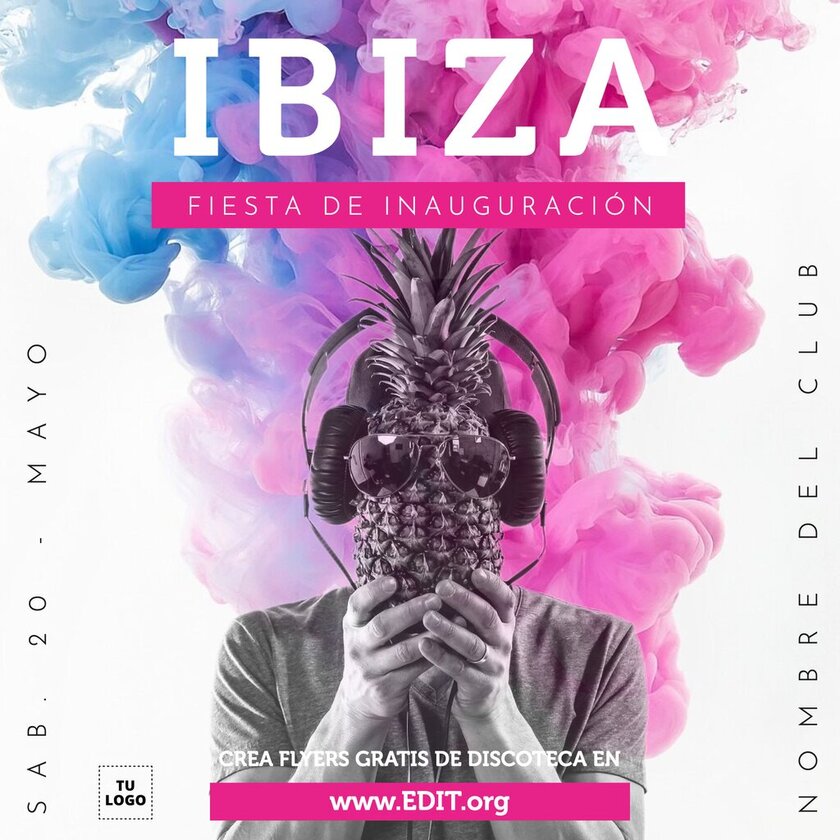 IBIZA
FIESTA DE INAUGURACIÓN
SAB. 20 - MAYO
NOMBRE DEL CLUB
CREA FLYERS GRATIS DE DISCOTECA EN
www.EDIT.org
TU
LOGO